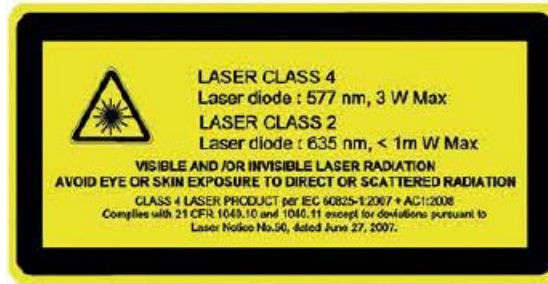 LASER CLASS 4
Laser diode : 577 nm, 3 W Max
LASER CLASS 2
Laser diode : 635 nm, < 1m W Max
VISIBLE AND /OR INVISIBLE LASER RADIATION
AVOID EYE OR SKIN EXPOSURE TO DIRECT OR SCATTERED RADIATION
CLASS 4 LASER PRODUCT per IEC 60825-1:2007 + AC1:2008
Complies with 21 CFR 1040.10 and 1040.11 except for deviations pursuant to
Laser Notice No.50, dated June 27, 2007.